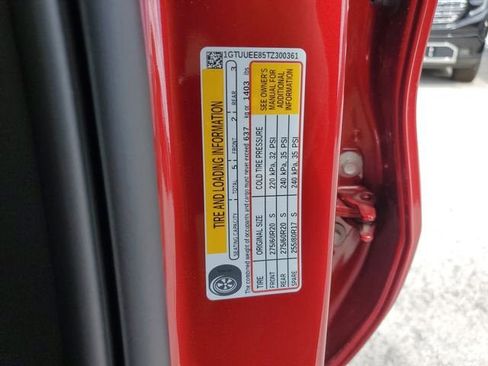 1GTUUEE85TZ300361
TIRE AND LOADING INFORMATION
SEATING CAPACITY TOTAL 5 FRONT 2 REAR 3
The combined weight of occupants and cargo must never exceed 637 kg or 1403 lbs
TIRE ORIGINAL SIZE COLD TIRE PRESSURE
FRONT 275/60R20 S 220 kPa, 32 PSI
REAR 275/60R20 S 240 kPa, 35 PSI
SPARE 255/80R17 S 240 kPa, 35 PSI
SEE OWNER'S
MANUAL FOR
ADDITIONAL
INFORMATION